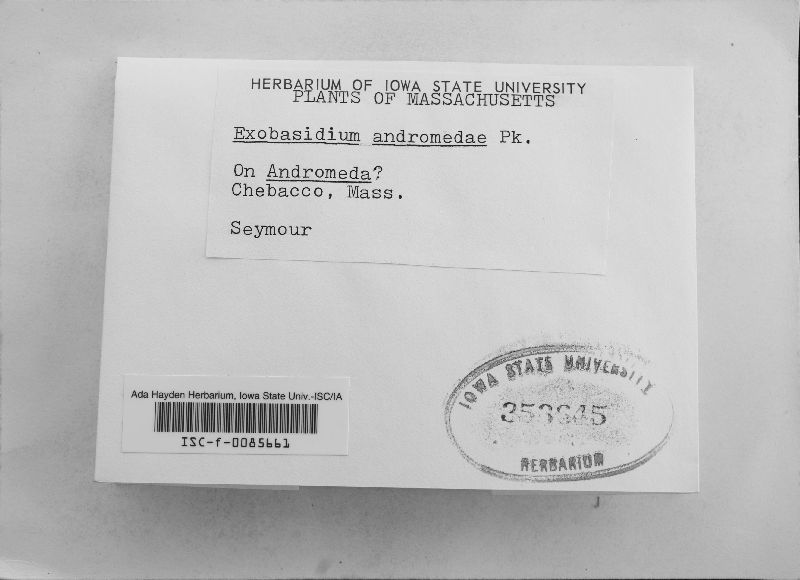 HERBARIUM OF IOWA STATE UNIVERSITY
PLANTS OF MASSACHUSETTS
Exobasidium andromedae Pk.
On Andromeda?
Chebacco, Mass.
Seymour
Ada Hayden Herbarium, Iowa State Univ.-ISC/IA
ISC-f-0085661
IOWA STATE UNIVERSITY
HERBARIUM